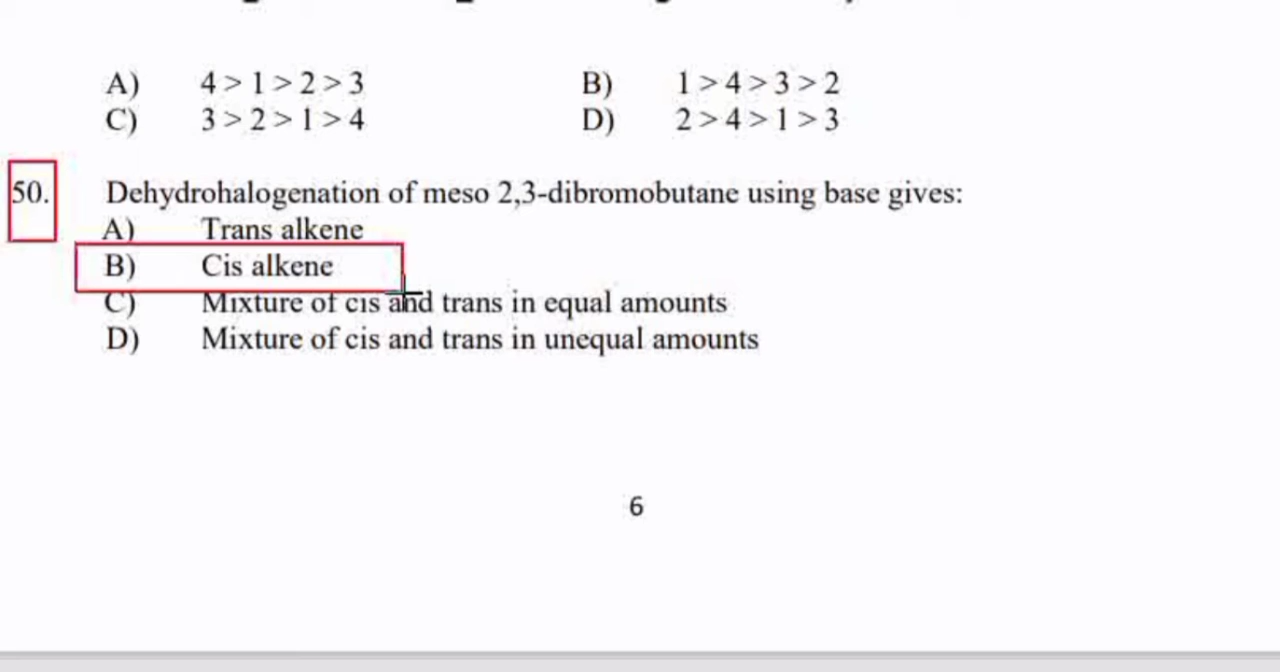 A) 4 > 1 > 2 > 3 B) 1 > 4 > 3 > 2
C) 3 > 2 > 1 > 4 D) 2 > 4 > 1 > 3
50. Dehydrohalogenation of meso 2,3-dibromobutane using base gives:
A) Trans alkene
B) Cis alkene
C) Mixture of cis and trans in equal amounts
D) Mixture of cis and trans in unequal amounts
6